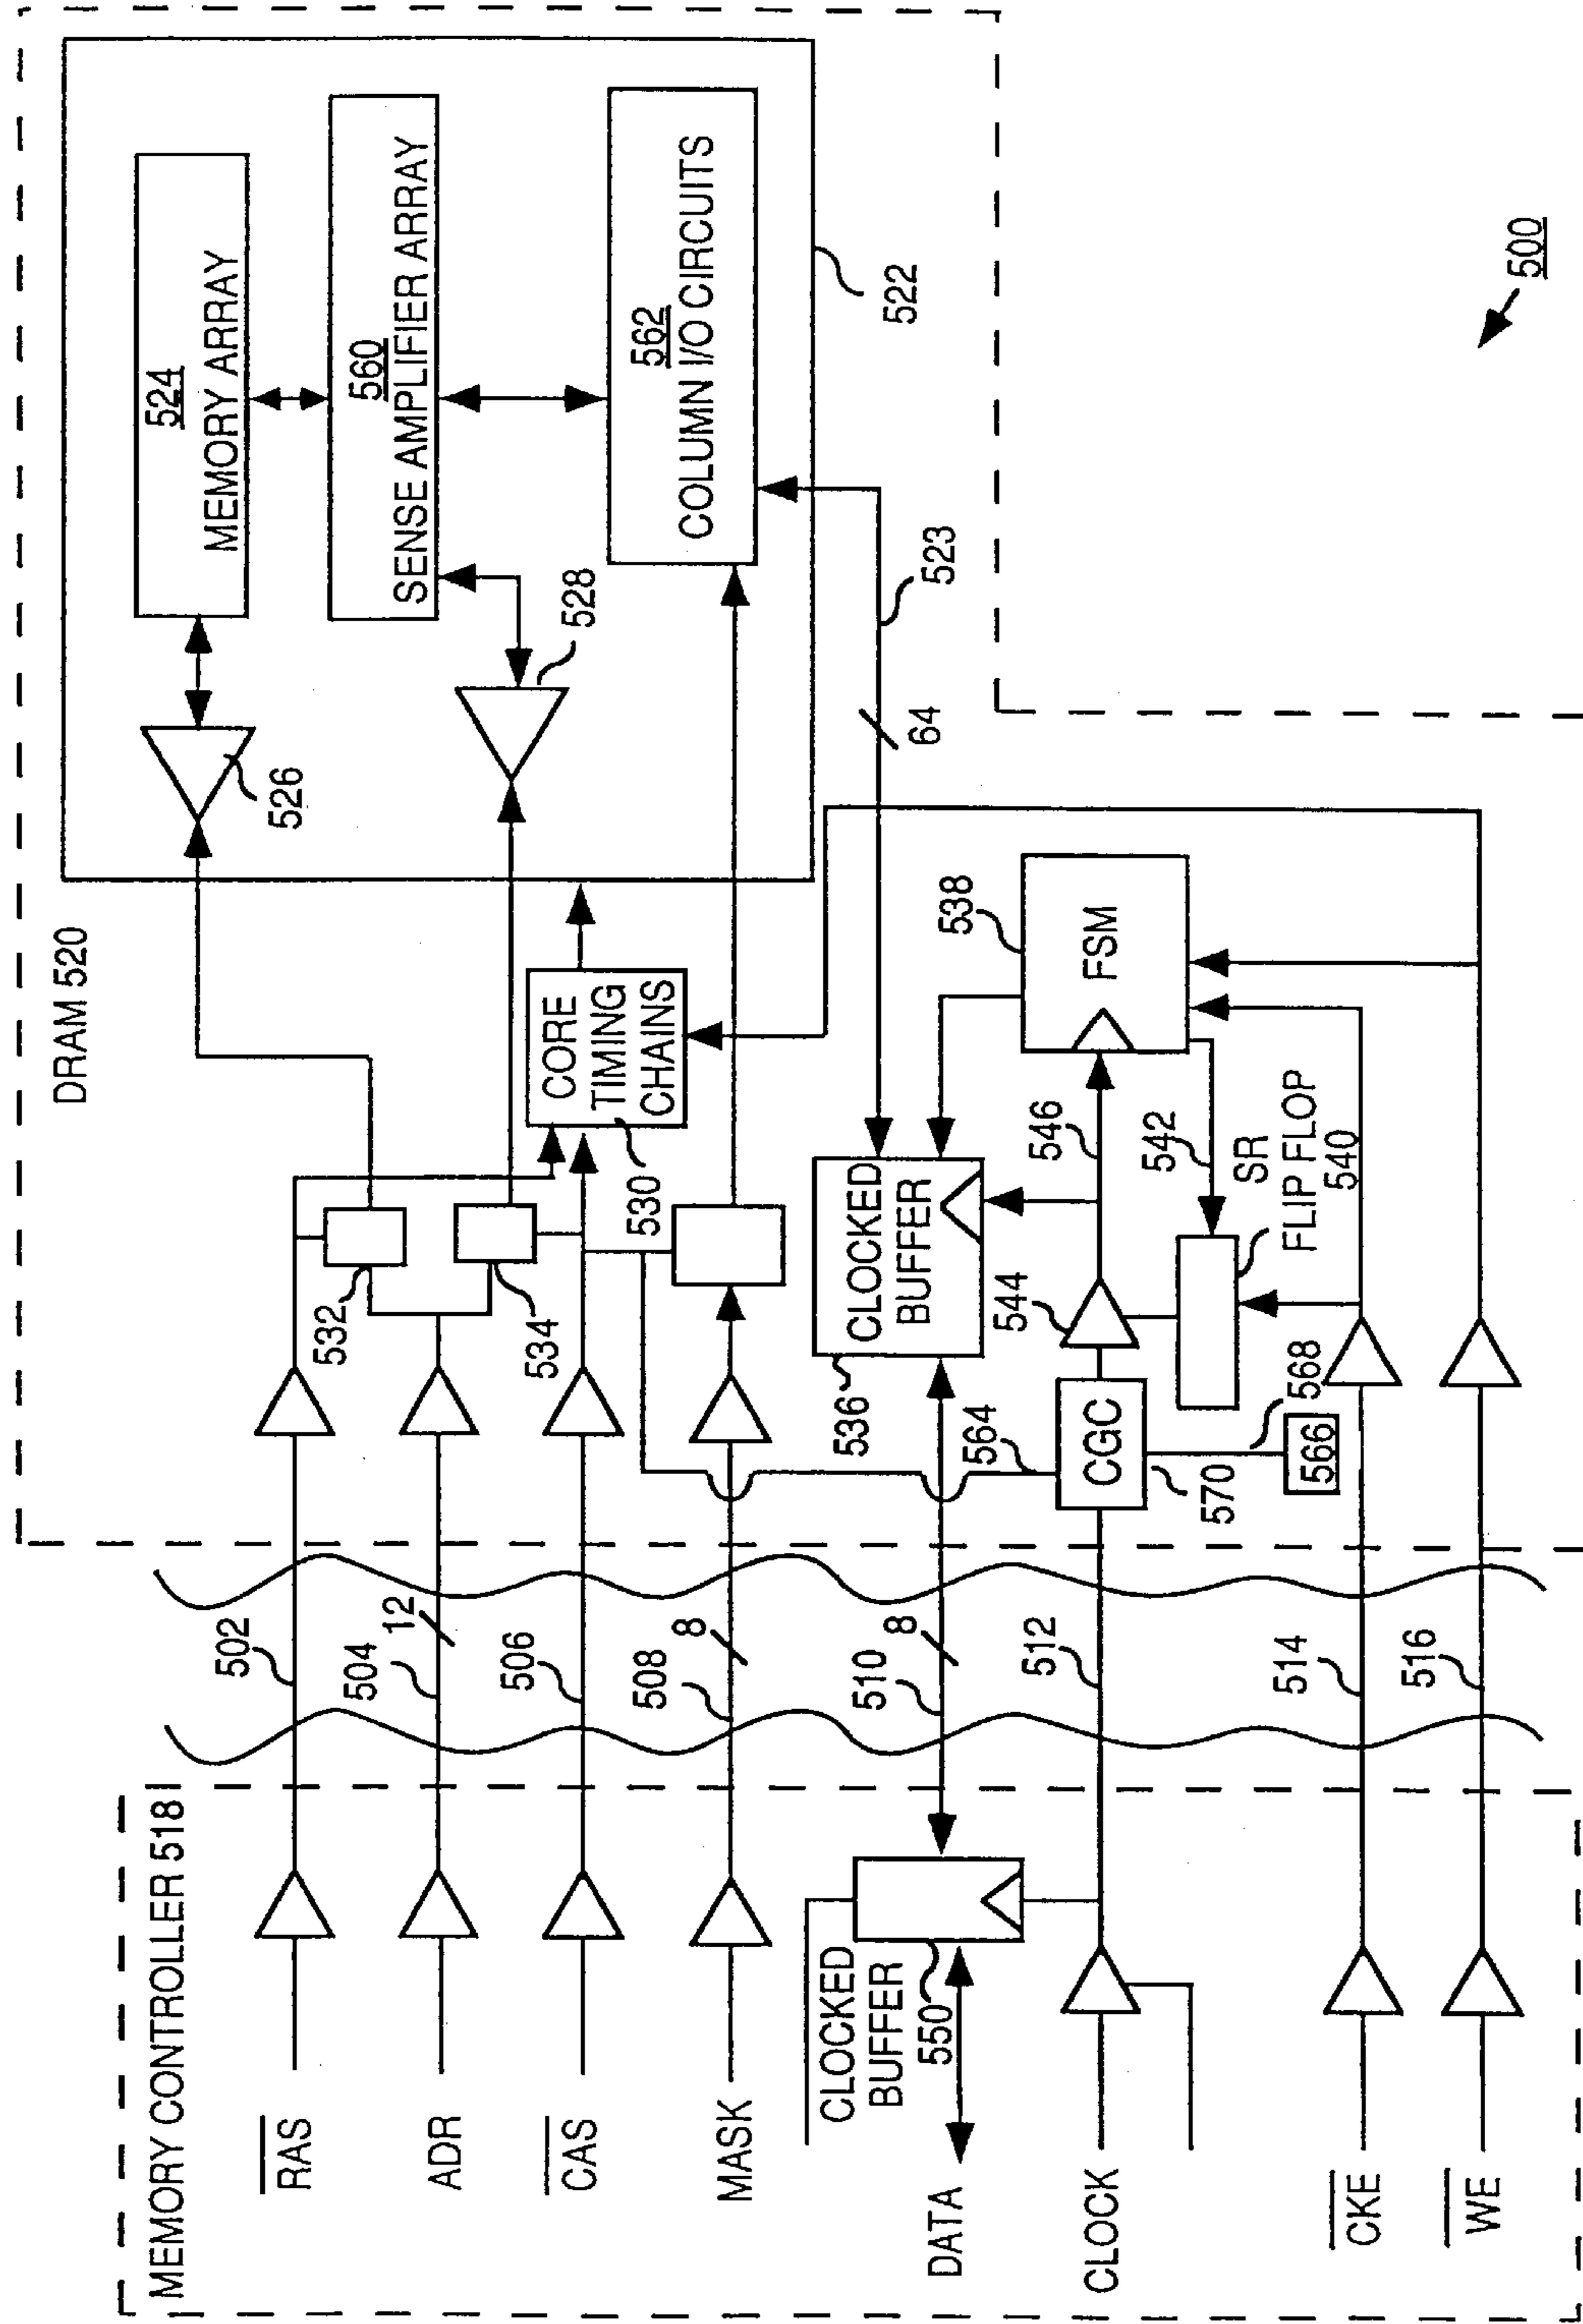 MEMORY CONTROLLER 518
RAS
ADR
CAS
MASK
DATA
CLOCK
CKE
WE
CLOCKED
BUFFER
550
502
504
12
506
508
8
510
8
512
514
516
DRAM 520
532
534
530
CORE
TIMING
CHAINS
526
528
524
MEMORY ARRAY
560
SENSE AMPLIFIER ARRAY
562
COLUMN I/O CIRCUITS
522
523
64
536
CLOCKED
BUFFER
564
CGC
570
568
566
544
546
542
SR
FLIP FLOP
540
538
FSM
500